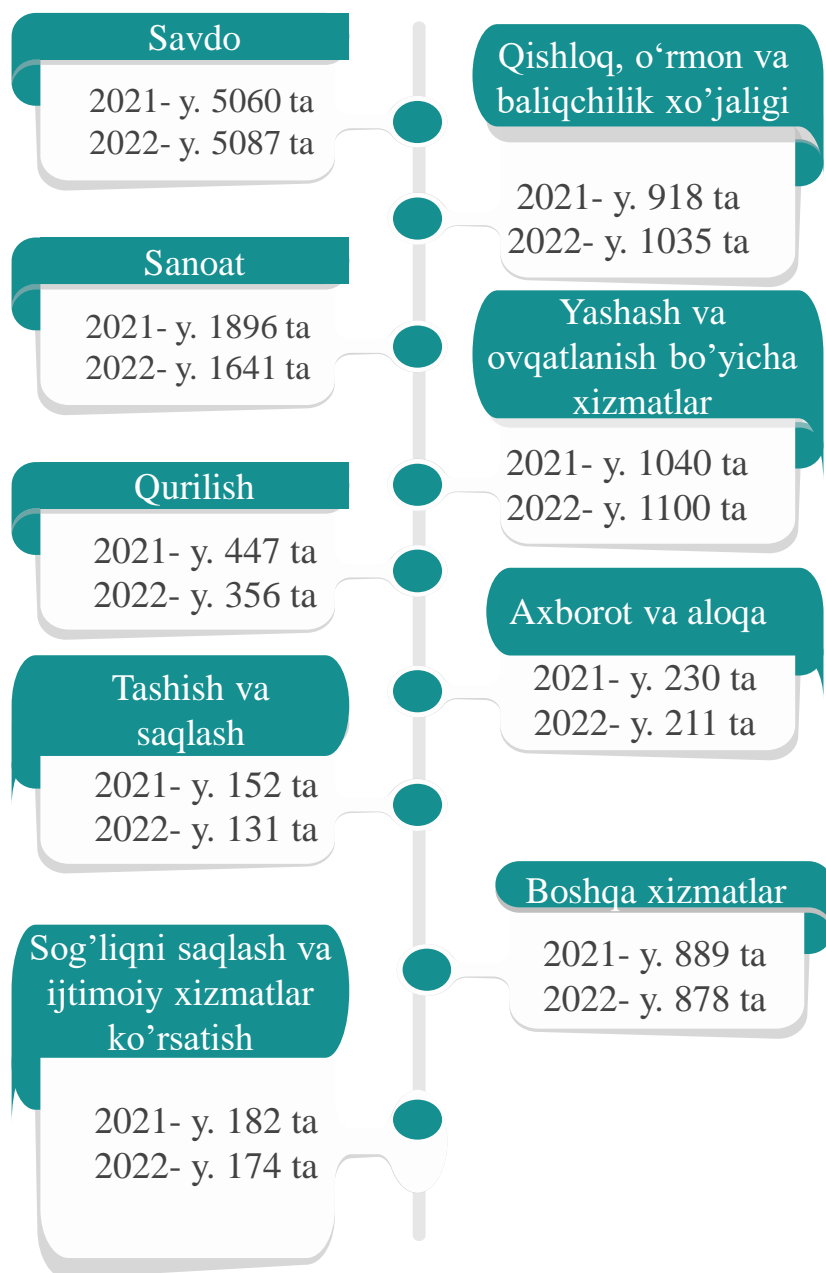 Savdo
2021- y. 5060 ta
2022- y. 5087 ta
Qishloq, o‘rmon va
baliqchilik xo’jaligi
2021- y. 918 ta
2022- y. 1035 ta
Sanoat
2021- y. 1896 ta
2022- y. 1641 ta
Yashash va
ovqatlanish bo’yicha
xizmatlar
2021- y. 1040 ta
2022- y. 1100 ta
Qurilish
2021- y. 447 ta
2022- y. 356 ta
Axborot va aloqa
2021- y. 230 ta
2022- y. 211 ta
Tashish va
saqlash
2021- y. 152 ta
2022- y. 131 ta
Boshqa xizmatlar
2021- y. 889 ta
2022- y. 878 ta
Sog’liqni saqlash va
ijtimoiy xizmatlar
ko’rsatish
2021- y. 182 ta
2022- y. 174 ta